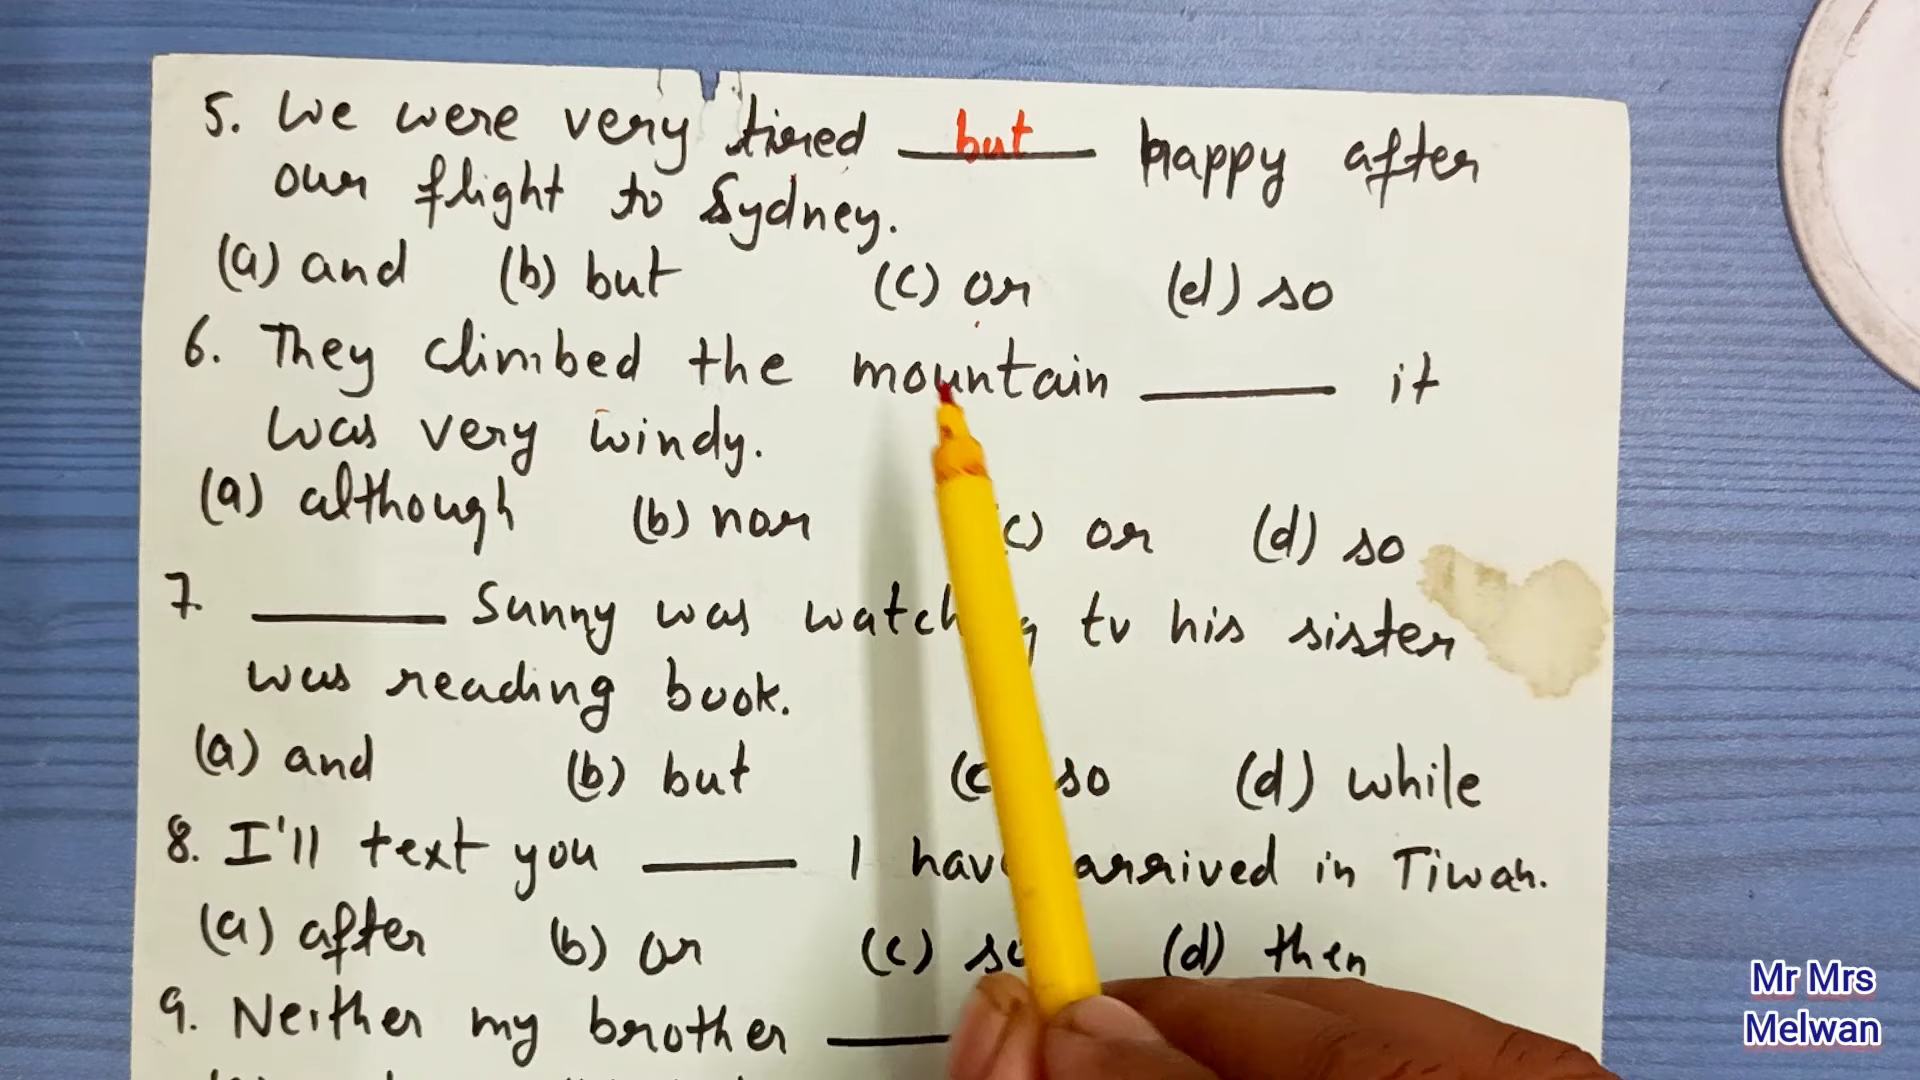 5. We were very tired but happy after
our flight to Sydney.
(a) and (b) but (c) or (d) so
6. They climbed the mountain ______ it
was very windy.
(a) although (b) nor (c) or (d) so
7. ______ Sunny was watching tv his sister
was reading book.
(a) and (b) but (c) so (d) while
8. I'll text you ______ I have arrived in Tiwan.
(a) after (b) or (c) so (d) then
9. Neither my brother ______
Mr Mrs
Melwan